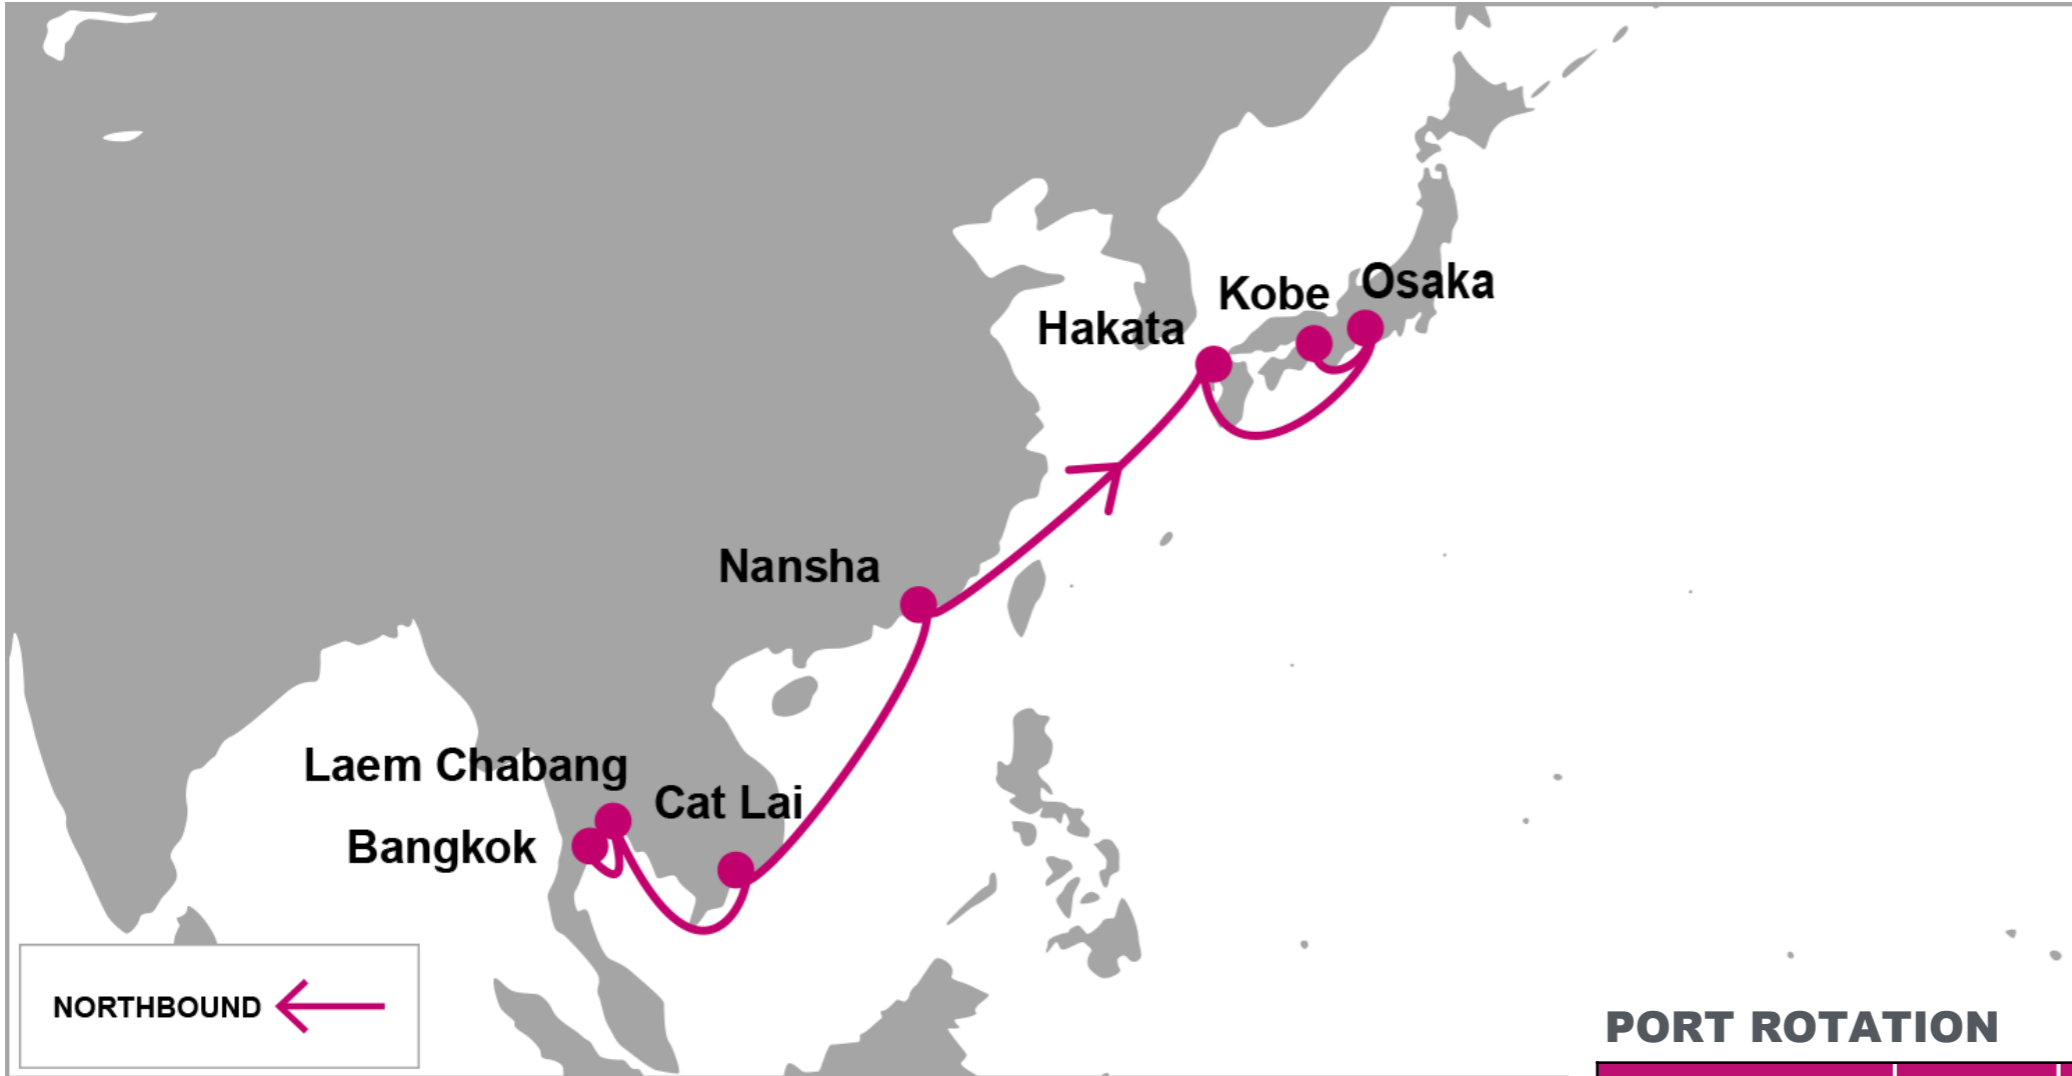 Kobe
Osaka
Hakata
Nansha
Laem Chabang
Cat Lai
Bangkok
NORTHBOUND
PORT ROTATION